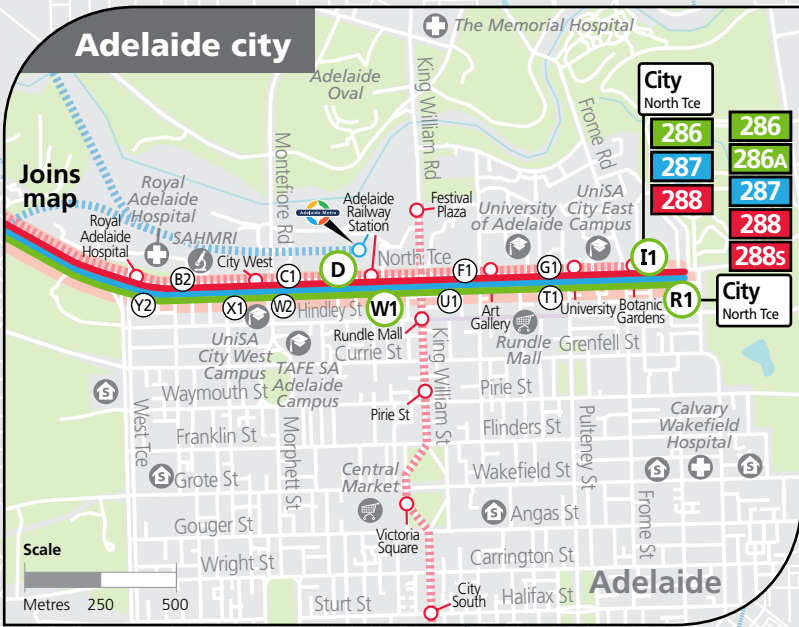 Adelaide city
The Memorial Hospital
Adelaide
Oval
King William Rd
Frome Rd
Montefiore Rd
City
North Tce
286
287
288
286
286A
287
288
288s
City
North Tce
Joins
map
Royal
Adelaide
Hospital
Royal
Adelaide
Hospital
SAHMRI
City West
Adelaide Metro
Adelaide
Railway
Station
Festival
Plaza
University
of Adelaide
UniSA
City East
Campus
North Tce
B2
C1
D
F1
G1
I1
Y2
X1
W2
W1
U1
T1
R1
Hindley St
Rundle Mall
Art
Gallery
University
Botanic
Gardens
UniSA
City West
Campus
TAFE SA
Adelaide
Campus
Currie St
Rundle
Mall
Grenfell St
King William St
Waymouth St
Pirie St
Pirie St
West Tce
Morphett St
Franklin St
Flinders St
Pulteney St
Calvary
Wakefield
Hospital
S
S
S
S
S
Grote St
Central
Market
Wakefield St
Gouger St
Angas St
Frome St
Victoria
Square
Wright St
Carrington St
Sturt St
City
South
Halifax St
Adelaide
Scale
Metres 250 500